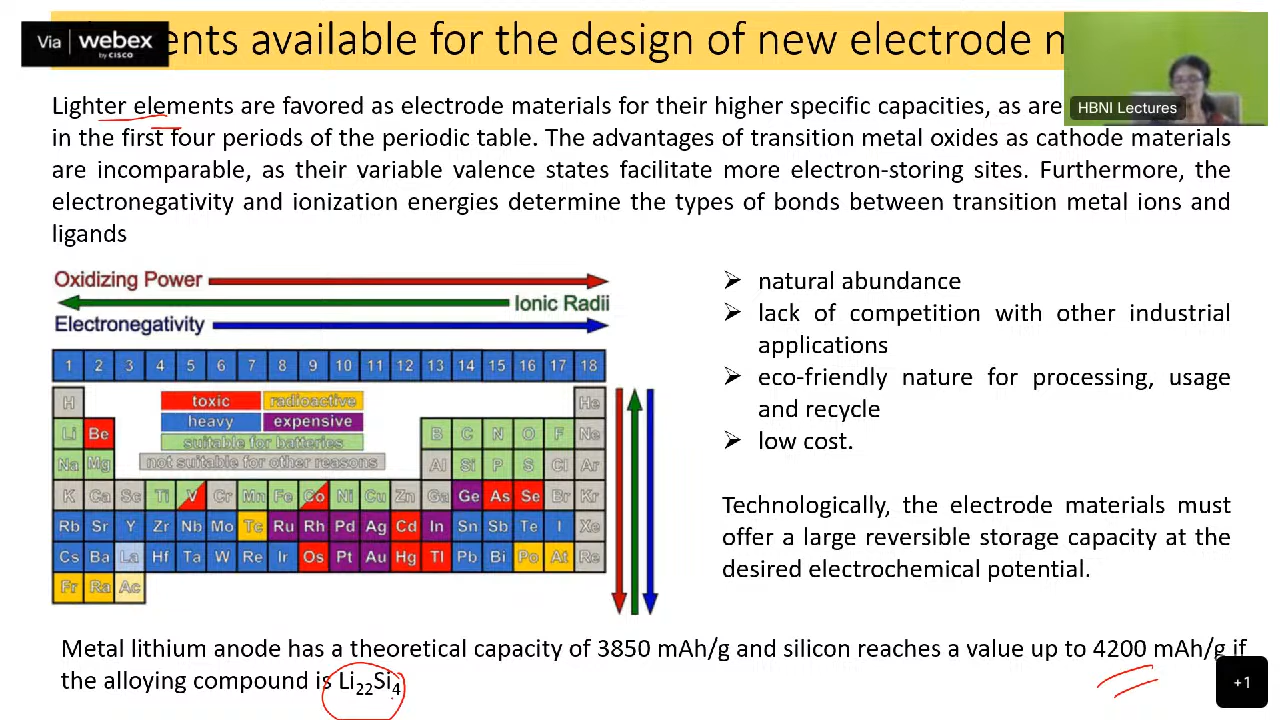 Via webex
by CISCO
ents available for the design of new electrode m
HBNI Lectures
Lighter elements are favored as electrode materials for their higher specific capacities, as are
in the first four periods of the periodic table. The advantages of transition metal oxides as cathode materials
are incomparable, as their variable valence states facilitate more electron-storing sites. Furthermore, the
electronegativity and ionization energies determine the types of bonds between transition metal ions and
ligands
Oxidizing Power
Ionic Radii
Electronegativity
1 2 3 4 5 6 7 8 9 10 11 12 13 14 15 16 17 18
H He
toxic radioactive
heavy expensive
suitable for batteries
not suitable for other reasons
Li Be B C N O F Ne
Na Mg Al Si P S Cl Ar
K Ca Sc Ti V Cr Mn Fe Co Ni Cu Zn Ga Ge As Se Br Kr
Rb Sr Y Zr Nb Mo Tc Ru Rh Pd Ag Cd In Sn Sb Te I Xe
Cs Ba La Hf Ta W Re Ir Os Pt Au Hg Tl Pb Bi Po At Re
Fr Ra Ac
natural abundance
lack of competition with other industrial
applications
eco-friendly nature for processing, usage
and recycle
low cost.
Technologically, the electrode materials must
offer a large reversible storage capacity at the
desired electrochemical potential.
Metal lithium anode has a theoretical capacity of 3850 mAh/g and silicon reaches a value up to 4200 mAh/g if
the alloying compound is Li₂₂Si₄
+1